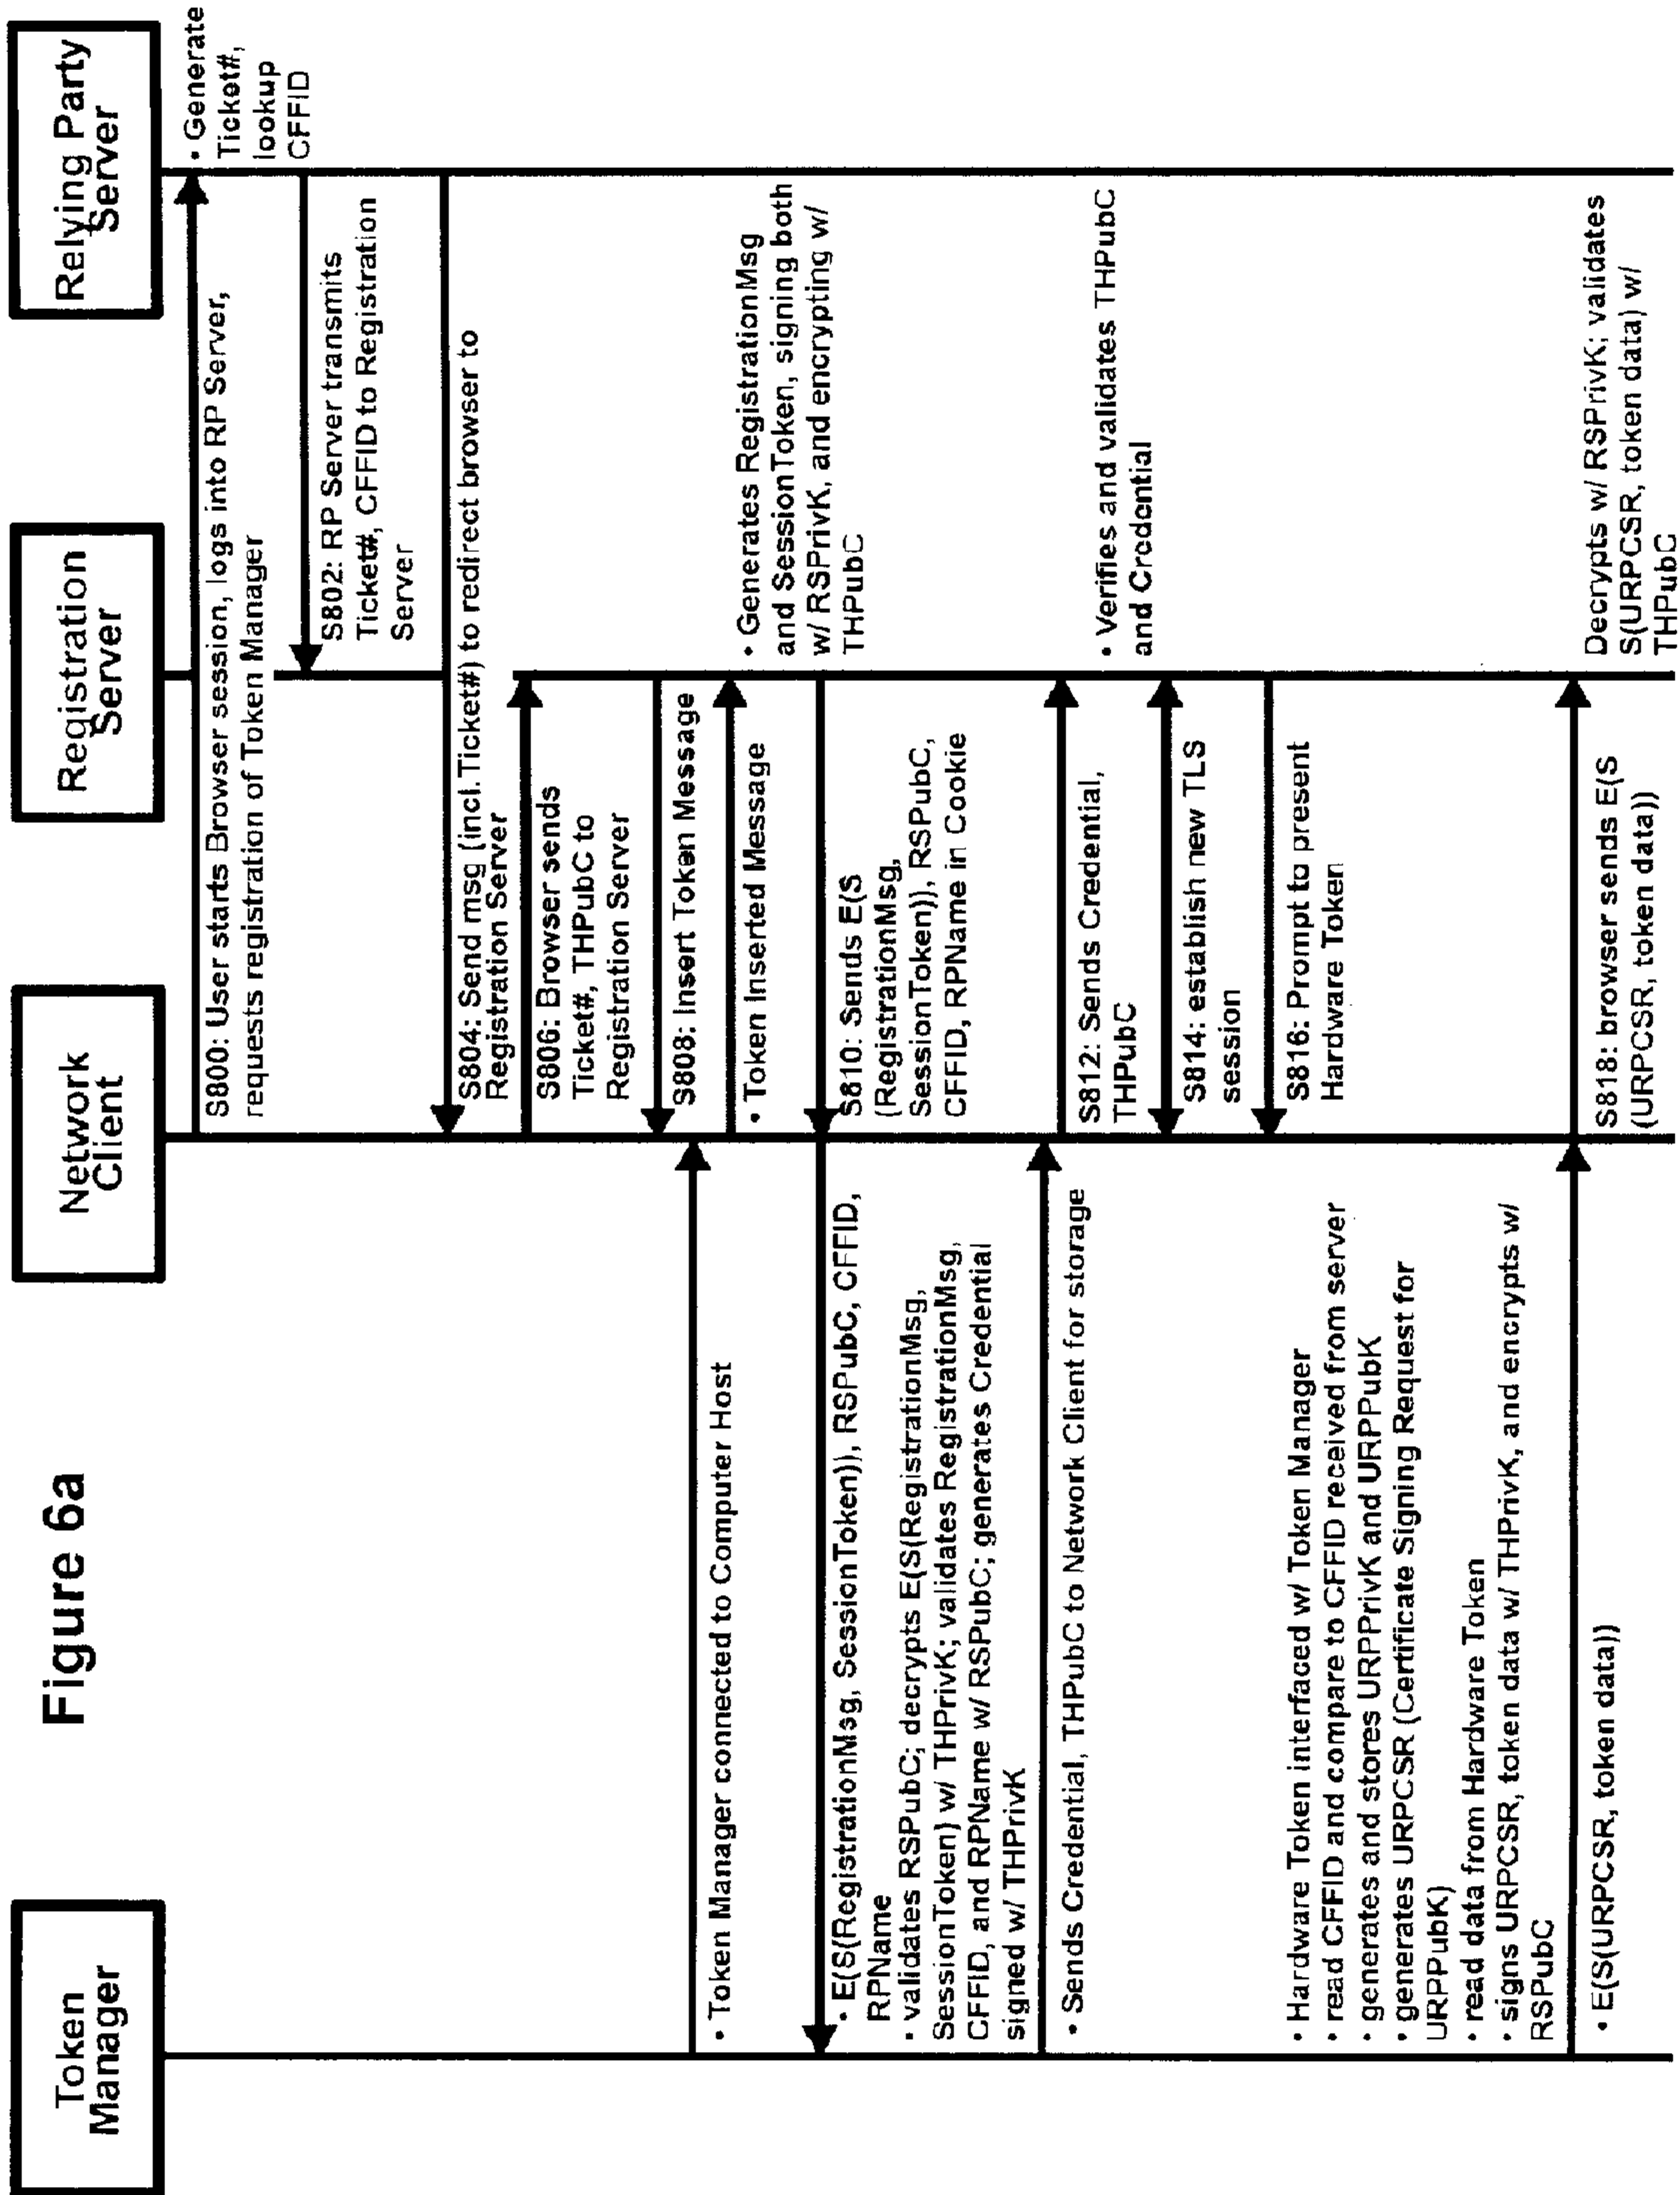 Figure 6a
Token
Manager
Network
Client
Registration
Server
Relying Party
Server
• Generate
Ticket#,
lookup
CFFID
S800: User starts Browser session, logs into RP Server,
requests registration of Token Manager
S802: RP Server transmits
Ticket#, CFFID to Registration
Server
S804: Send msg (incl.Ticket#) to redirect browser to
Registration Server
S806: Browser sends
Ticket#, THPubC to
Registration Server
S808: Insert Token Message
• Token Manager connected to Computer Host
• Token Inserted Message
• Generates RegistrationMsg
and SessionToken, signing both
w/ RSPrivK, and encrypting w/
THPubC
S810: Sends E(S
(RegistrationMsg,
SessionToken)), RSPubC,
CFFID, RPName in Cookie
• E(S(RegistrationMsg, SessionToken)), RSPubC, CFFID,
RPName
• validates RSPubC; decrypts E(S(RegistrationMsg,
SessionToken) w/ THPrivK; validates RegistrationMsg,
CFFID, and RPName w/ RSPubC; generates Credential
signed w/ THPrivK
• Sends Credential, THPubC to Network Client for storage
S812: Sends Credential,
THPubC
• Verifies and validates THPubC
and Credential
S814: establish new TLS
session
S816: Prompt to present
Hardware Token
• Hardware Token interfaced w/ Token Manager
• read CFFID and compare to CFFID received from server
• generates and stores URPPrivK and URPPubK
• generates URPCSR (Certificate Signing Request for
URPPubK)
• read data from Hardware Token
• signs URPCSR, token data w/ THPrivK, and encrypts w/
RSPubC
• E(S(URPCSR, token data))
S818: browser sends E(S
(URPCSR, token data))
Decrypts w/ RSPrivK; validates
S(URPCSR, token data) w/
THPubC